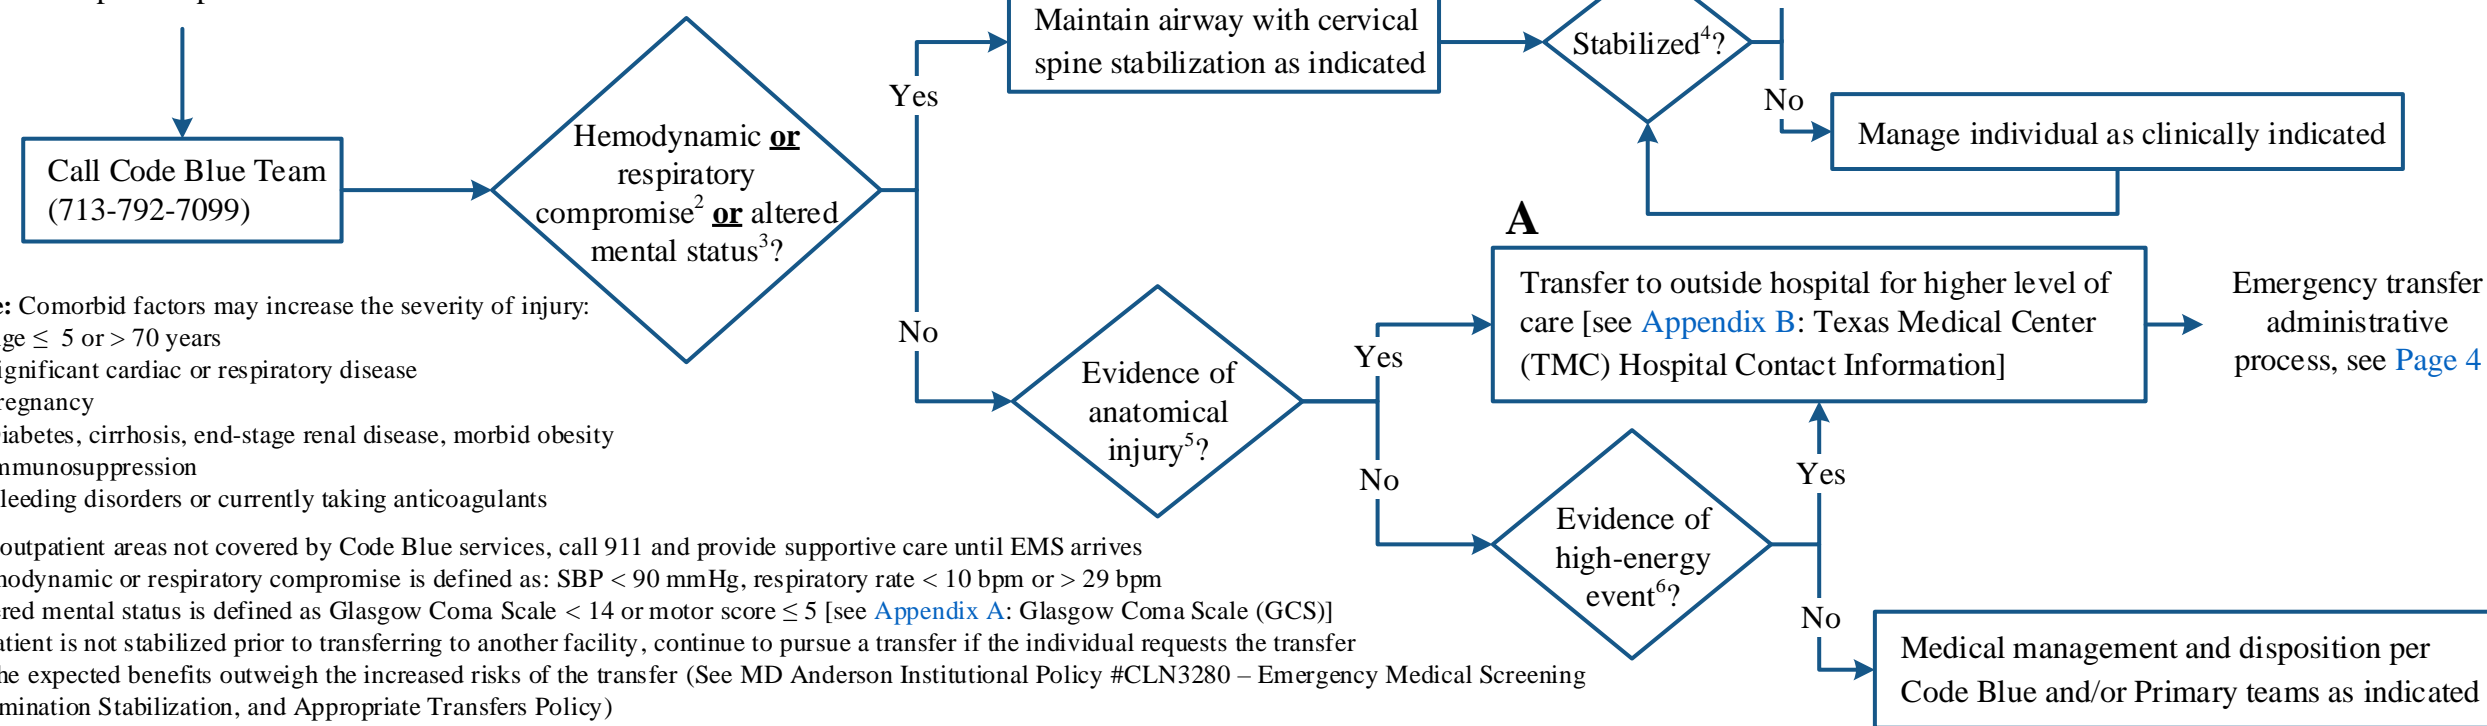 Maintain airway with cervical
spine stabilization as indicated
Stabilized⁴?
Yes
No
Manage individual as clinically indicated
Call Code Blue Team
(713-792-7099)
Hemodynamic or
respiratory
compromise² or altered
mental status³?
No
A
Transfer to outside hospital for higher level of
care [see Appendix B: Texas Medical Center
(TMC) Hospital Contact Information]
Emergency transfer
administrative
process, see Page 4
Evidence of
anatomical
injury⁵?
Yes
No
Evidence of
high-energy
event⁶?
Yes
No
Medical management and disposition per
Code Blue and/or Primary teams as indicated
e: Comorbid factors may increase the severity of injury:
ge ≤ 5 or > 70 years
ignificant cardiac or respiratory disease
regnancy
iabetes, cirrhosis, end-stage renal disease, morbid obesity
mmunosuppression
leeding disorders or currently taking anticoagulants
outpatient areas not covered by Code Blue services, call 911 and provide supportive care until EMS arrives
nodynamic or respiratory compromise is defined as: SBP < 90 mmHg, respiratory rate < 10 bpm or > 29 bpm
ered mental status is defined as Glasgow Coma Scale < 14 or motor score ≤ 5 [see Appendix A: Glasgow Coma Scale (GCS)]
atient is not stabilized prior to transferring to another facility, continue to pursue a transfer if the individual requests the transfer
he expected benefits outweigh the increased risks of the transfer (See MD Anderson Institutional Policy #CLN3280 – Emergency Medical Screening
mination Stabilization, and Appropriate Transfers Policy)